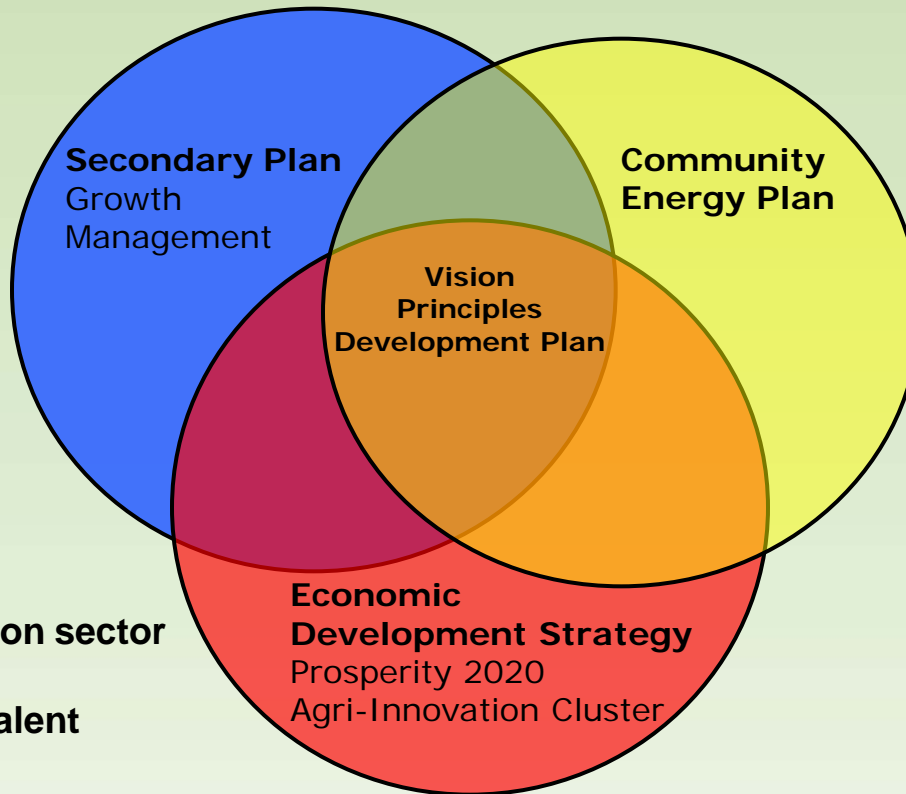 Secondary Plan
Growth
Management
Community
Energy Plan
Vision
Principles
Development Plan
Economic
Development Strategy
Prosperity 2020
Agri-Innovation Cluster
on sector
alent